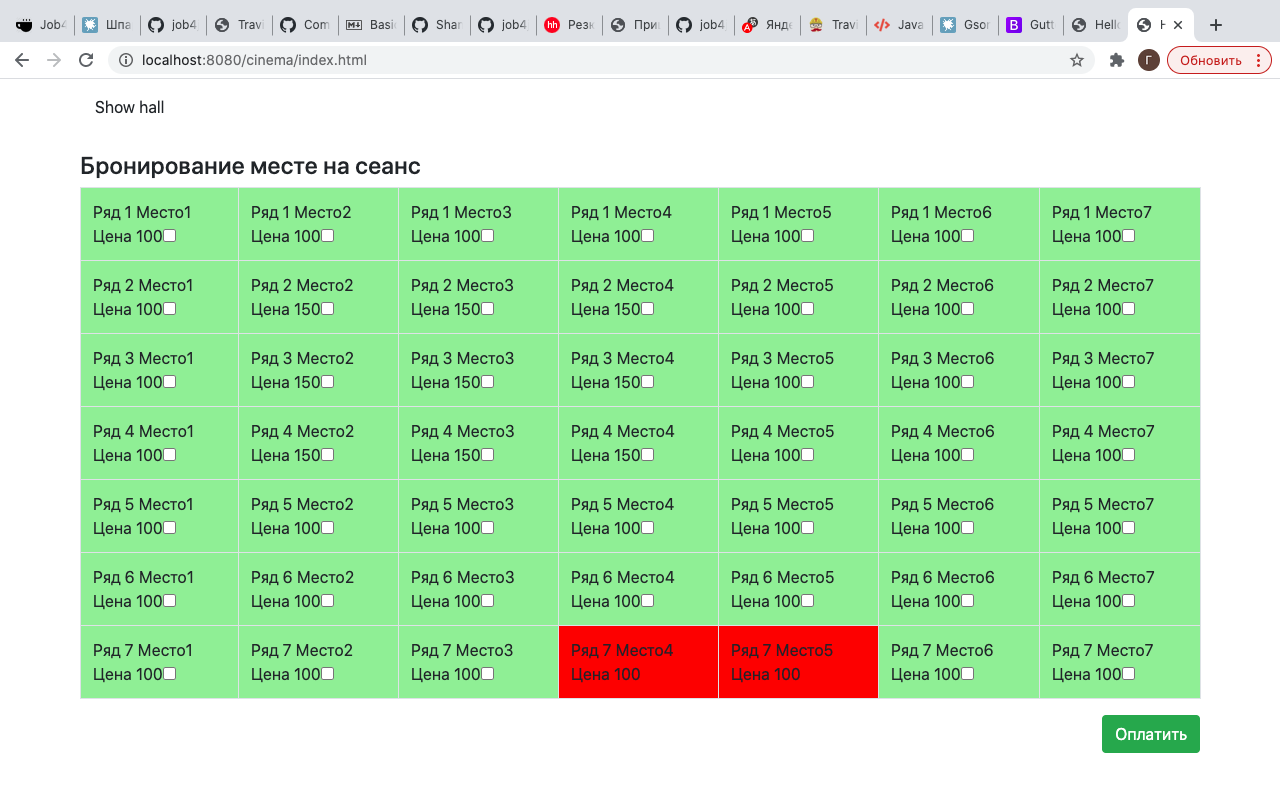 Job4 Шпа job4 Travi Com Basi Shar job4 Резю При job4 Янде Travi Java Gsor Gutt Hello H
localhost:8080/cinema/index.html Г Обновить
Show hall
Бронирование месте на сеанс
Ряд 1 Место1 Ряд 1 Место2 Ряд 1 Место3 Ряд 1 Место4 Ряд 1 Место5 Ряд 1 Место6 Ряд 1 Место7
Цена 100 Цена 100 Цена 100 Цена 100 Цена 100 Цена 100 Цена 100
Ряд 2 Место1 Ряд 2 Место2 Ряд 2 Место3 Ряд 2 Место4 Ряд 2 Место5 Ряд 2 Место6 Ряд 2 Место7
Цена 100 Цена 150 Цена 150 Цена 150 Цена 100 Цена 100 Цена 100
Ряд 3 Место1 Ряд 3 Место2 Ряд 3 Место3 Ряд 3 Место4 Ряд 3 Место5 Ряд 3 Место6 Ряд 3 Место7
Цена 100 Цена 150 Цена 150 Цена 150 Цена 100 Цена 100 Цена 100
Ряд 4 Место1 Ряд 4 Место2 Ряд 4 Место3 Ряд 4 Место4 Ряд 4 Место5 Ряд 4 Место6 Ряд 4 Место7
Цена 100 Цена 150 Цена 150 Цена 150 Цена 100 Цена 100 Цена 100
Ряд 5 Место1 Ряд 5 Место2 Ряд 5 Место3 Ряд 5 Место4 Ряд 5 Место5 Ряд 5 Место6 Ряд 5 Место7
Цена 100 Цена 100 Цена 100 Цена 100 Цена 100 Цена 100 Цена 100
Ряд 6 Место1 Ряд 6 Место2 Ряд 6 Место3 Ряд 6 Место4 Ряд 6 Место5 Ряд 6 Место6 Ряд 6 Место7
Цена 100 Цена 100 Цена 100 Цена 100 Цена 100 Цена 100 Цена 100
Ряд 7 Место1 Ряд 7 Место2 Ряд 7 Место3 Ряд 7 Место4 Ряд 7 Место5 Ряд 7 Место6 Ряд 7 Место7
Цена 100 Цена 100 Цена 100 Цена 100 Цена 100 Цена 100 Цена 100
Оплатить